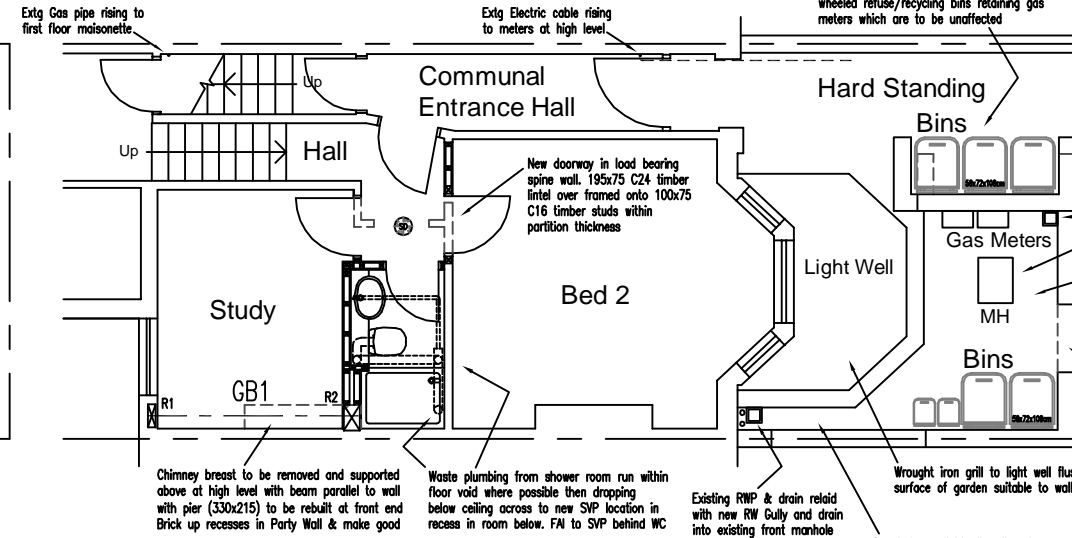 Extg Gas pipe rising to
first floor maisonette
Extg Electric cable rising
to meters at high level
wheeled refuse/recycling bins retaining gas
meters which are to be unaffected
Up
Communal
Entrance Hall
Hard Standing
Bins
56x72x108cm
Up
Hall
New doorway in load bearing
spine wall. 195x75 C24 timber
lintel over framed onto 100x75
C16 timber studs within
partition thickness
SD
Gas Meters
Light Well
MH
Study
Bed 2
Bins
56x72x108cm
GB1
R1
R2
Chimney breast to be removed and supported
above at high level with beam parallel to wall
with pier (330x215) to be rebuilt at front end
Brick up recesses in Party Wall & make good
Waste plumbing from shower room run within
floor void where possible then dropping
below ceiling across to new SVP location in
recess in room below. FAI to SVP behind WC
Existing RWP & drain relaid
with new RW Gully and drain
into existing front manhole
Wrought iron grill to light well flus
surface of garden suitable to wall